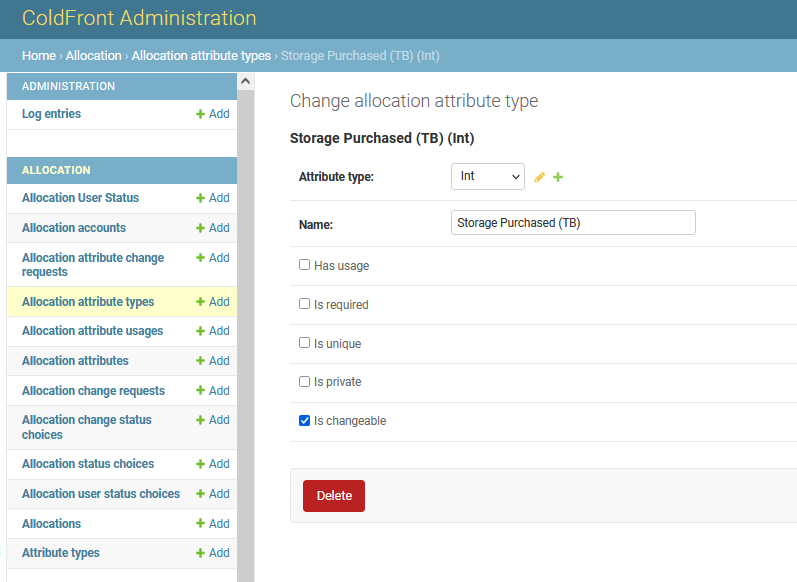 ColdFront Administration
Home › Allocation › Allocation attribute types › Storage Purchased (TB) (Int)
ADMINISTRATION
Log entries + Add
ALLOCATION
Allocation User Status + Add
Allocation accounts + Add
Allocation attribute change + Add
requests
Allocation attribute types + Add
Allocation attribute usages + Add
Allocation attributes + Add
Allocation change requests + Add
Allocation change status + Add
choices
Allocation status choices + Add
Allocation user status choices + Add
Allocations + Add
Attribute types + Add
Change allocation attribute type
Storage Purchased (TB) (Int)
Attribute type: Int
Name: Storage Purchased (TB)
Has usage
Is required
Is unique
Is private
Is changeable
Delete